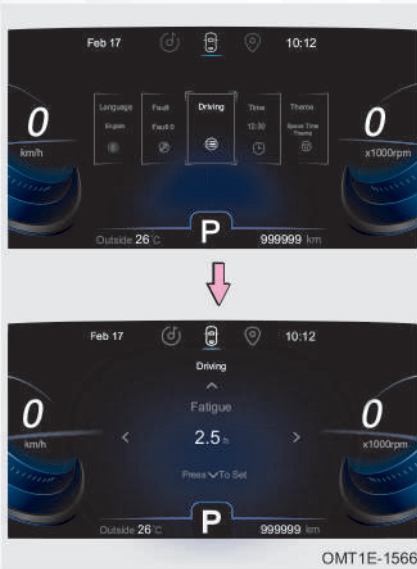 Feb 17 10:12
Language Fault Driving Time Theme
English Fault 0 12:30 Space Time
Theme
0 0
km/h x1000rpm
Outside 26°C P 999999 km
Feb 17 10:12
Driving
Fatigue
0 2.5 h 0
km/h x1000rpm
Press To Set
Outside 26°C P 999999 km
OMT1E-1566